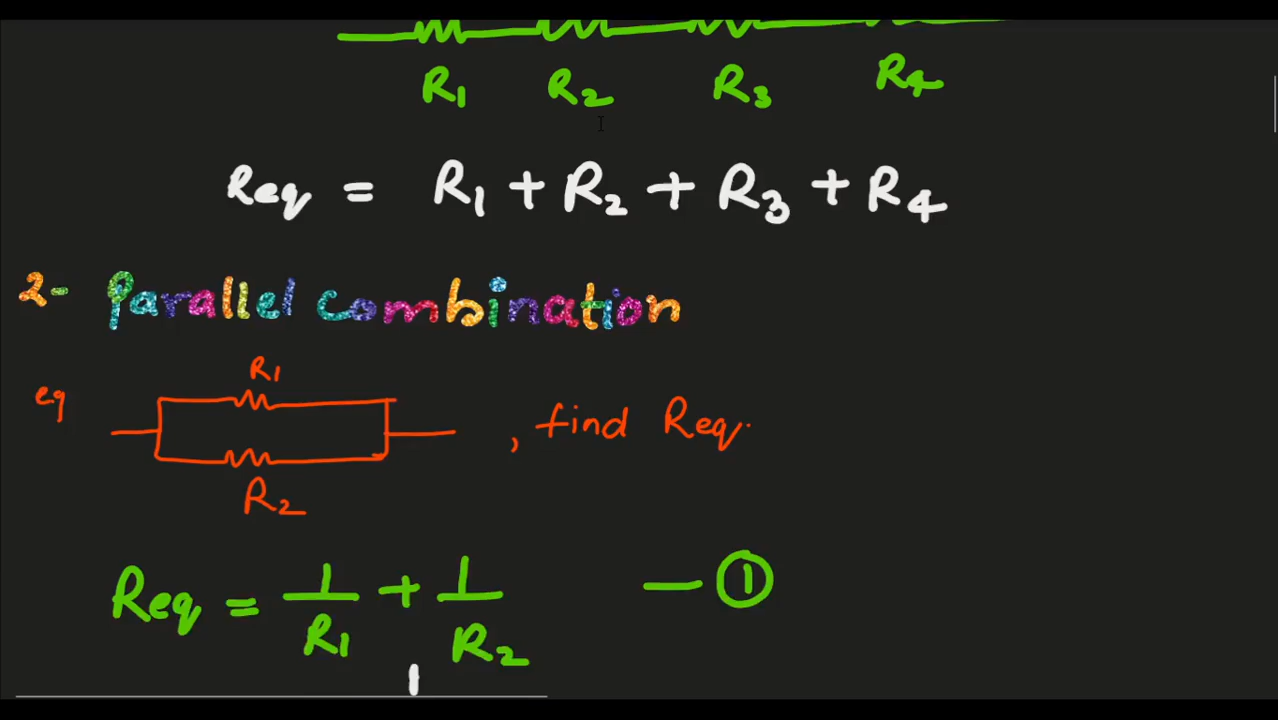 R1 R2 R3 R4
Req = R1 + R2 + R3 + R4
2- Parallel combination
eg R1
, find Req.
R2
Req = 1/R1 + 1/R2 — ①